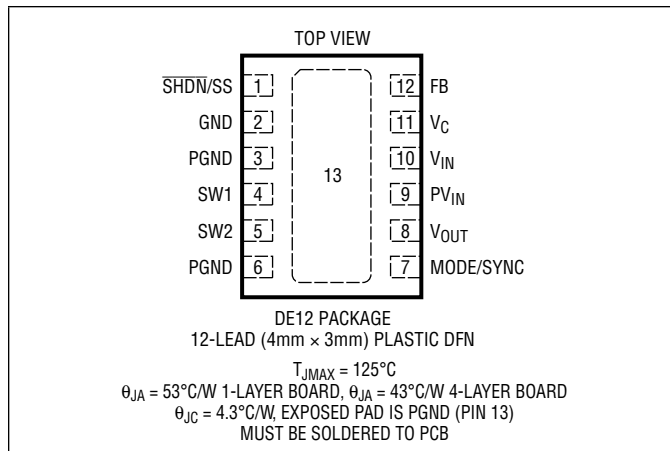 TOP VIEW
SHDN/SS 1
GND 2
PGND 3
SW1 4
SW2 5
PGND 6
13
12 FB
11 VC
10 VIN
9 PVIN
8 VOUT
7 MODE/SYNC
DE12 PACKAGE
12-LEAD (4mm × 3mm) PLASTIC DFN
TJMAX = 125°C
θJA = 53°C/W 1-LAYER BOARD, θJA = 43°C/W 4-LAYER BOARD
θJC = 4.3°C/W, EXPOSED PAD IS PGND (PIN 13)
MUST BE SOLDERED TO PCB